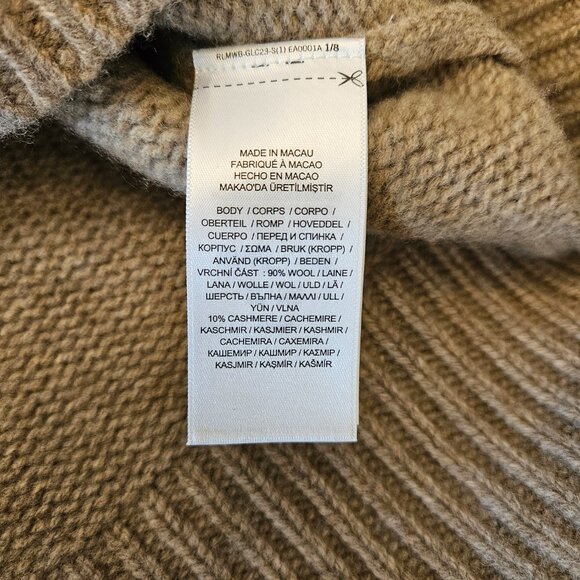 RLMWB-GLC23-S(1) EA0001A 1/8
MADE IN MACAU
FABRIQUÉ À MACAO
HECHO EN MACAO
MAKAO'DA ÜRETİLMİŞTİR
BODY / CORPS / CORPO /
OBERTEIL / ROMP / HOVEDDEL /
CUERPO / ПЕРЕД И СПИНКА /
КОРПУС / ΣΩΜΑ / BRUK (KROPP) /
ANVÄND (KROPP) / BEDEN /
VRCHNÍ ČÁST : 90% WOOL / LAINE /
LANA / WOLLE / WOL / ULD / LÃ /
ШЕРСТЬ / ВЪЛНА / ΜΑΛΛΙ / ULL /
YÜN / VLNA
10% CASHMERE / CACHEMIRE /
KASCHMIR / KASJMIER / KASHMIR /
CACHEMIRA / CAXEMIRA /
КАШЕМИР / КАШМИР / ΚΑΣΜΙΡ /
KASJMIR / KAŞMİR / KAŠMÍR